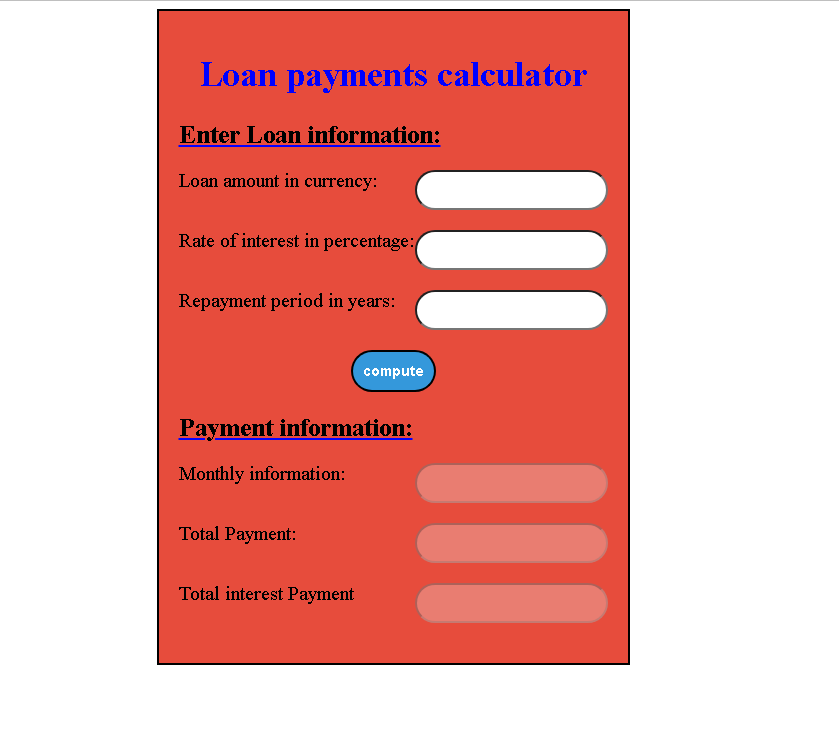 Loan payments calculator
Enter Loan information:
Loan amount in currency:
Rate of interest in percentage:
Repayment period in years:
compute
Payment information:
Monthly information:
Total Payment:
Total interest Payment